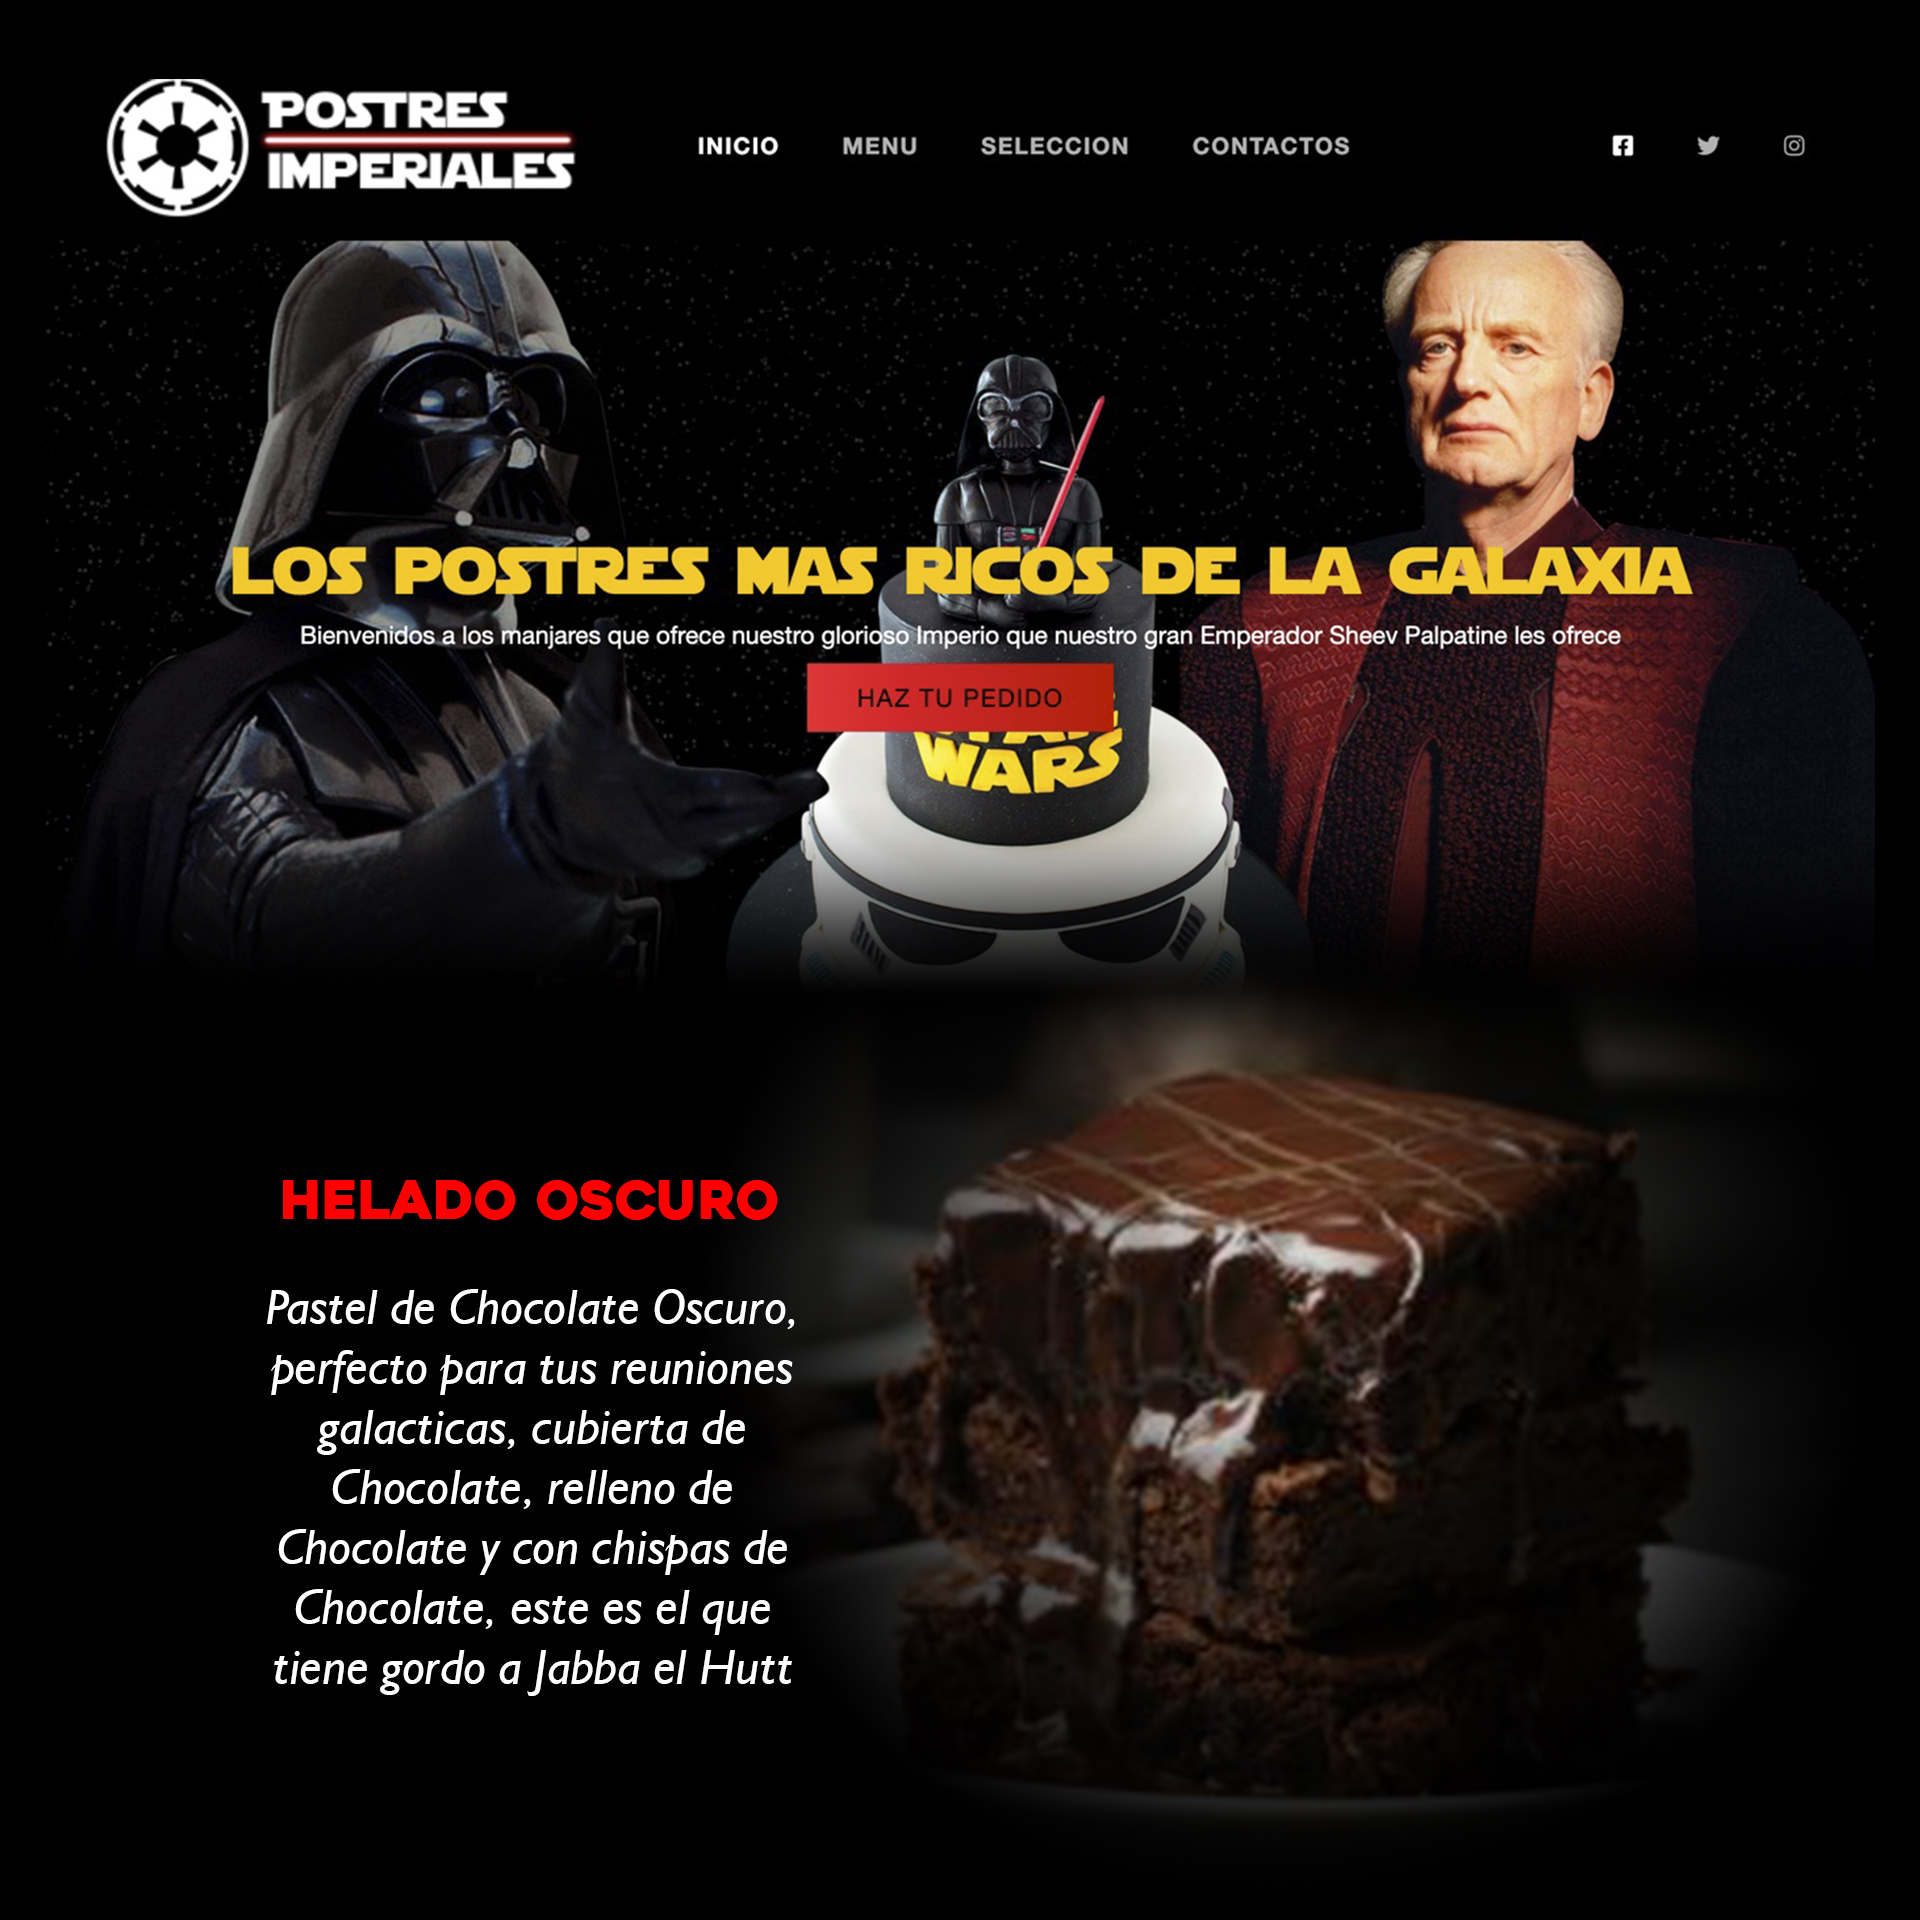 POSTRES
IMPERIALES
INICIO MENU SELECCION CONTACTOS
LOS POSTRES MAS RICOS DE LA GALAXIA
Bienvenidos a los manjares que ofrece nuestro glorioso Imperio que nuestro gran Emperador Sheev Palpatine les ofrece
HAZ TU PEDIDO
WARS
HELADO OSCURO
Pastel de Chocolate Oscuro,
perfecto para tus reuniones
galacticas, cubierta de
Chocolate, relleno de
Chocolate y con chispas de
Chocolate, este es el que
tiene gordo a Jabba el Hutt